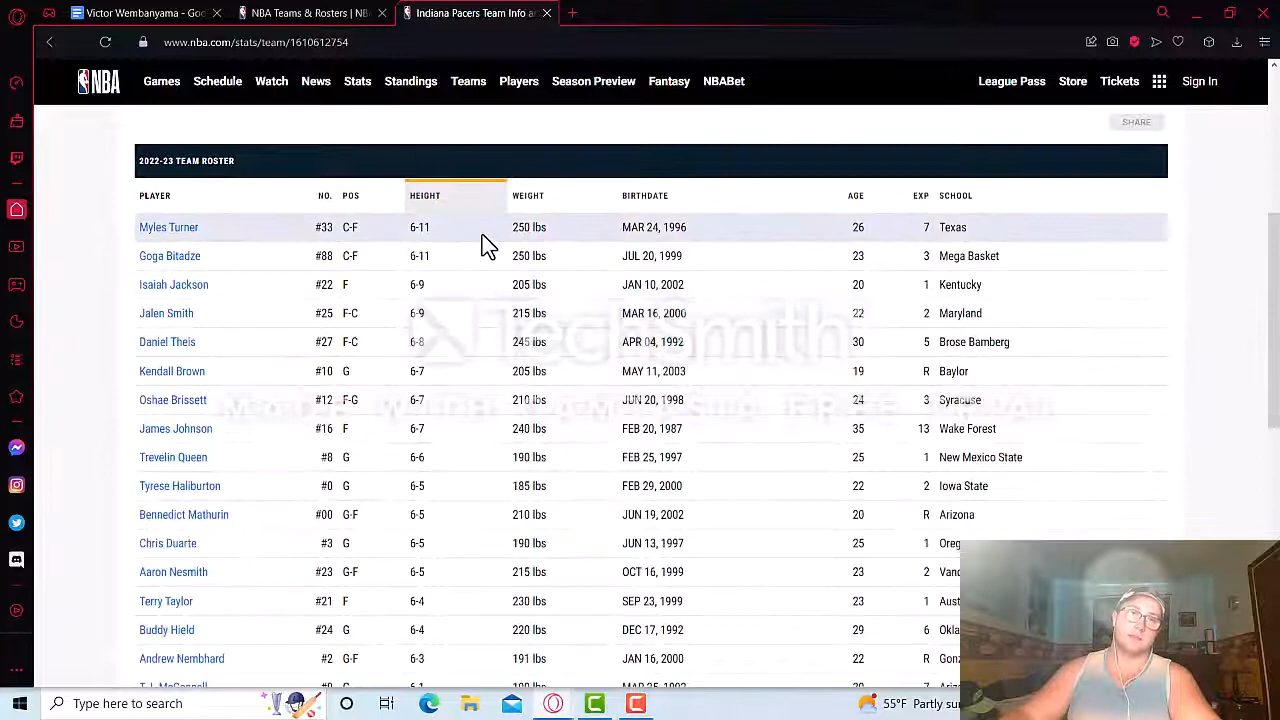 Victor Wembanyama - Go
NBA Teams & Rosters | NBA
Indiana Pacers Team Info an
www.nba.com/stats/team/1610612754
NBA Games Schedule Watch News Stats Standings Teams Players Season Preview Fantasy NBABet League Pass Store Tickets Sign In
SHARE
2022-23 TEAM ROSTER
PLAYER NO. POS HEIGHT WEIGHT BIRTHDATE AGE EXP SCHOOL
Myles Turner #33 C-F 6-11 250 lbs MAR 24, 1996 26 7 Texas
Goga Bitadze #88 C-F 6-11 250 lbs JUL 20, 1999 23 3 Mega Basket
Isaiah Jackson #22 F 6-9 205 lbs JAN 10, 2002 20 1 Kentucky
Jalen Smith #25 F-C 6-9 215 lbs MAR 16, 2000 22 2 Maryland
Daniel Theis #27 F-C 6-8 245 lbs APR 04, 1992 30 5 Brose Bamberg
Kendall Brown #10 G 6-7 205 lbs MAY 11, 2003 19 R Baylor
Oshae Brissett #12 F-G 6-7 210 lbs JUN 20, 1998 24 3 Syracuse
James Johnson #16 F 6-7 240 lbs FEB 20, 1987 35 13 Wake Forest
Trevelin Queen #8 G 6-6 190 lbs FEB 25, 1997 25 1 New Mexico State
Tyrese Haliburton #0 G 6-5 185 lbs FEB 29, 2000 22 2 Iowa State
Bennedict Mathurin #00 G-F 6-5 210 lbs JUN 19, 2002 20 R Arizona
Chris Duarte #3 G 6-5 190 lbs JUN 13, 1997 25 1 Oreg
Aaron Nesmith #23 G-F 6-5 215 lbs OCT 16, 1999 23 2 Vand
Terry Taylor #21 F 6-4 230 lbs SEP 23, 1999 23 1 Aust
Buddy Hield #24 G 6-4 220 lbs DEC 17, 1992 29 6 Okla
Andrew Nembhard #2 G-F 6-3 191 lbs JAN 16, 2000 22 R Gonz
TechSmith
Type here to search
55°F Partly su